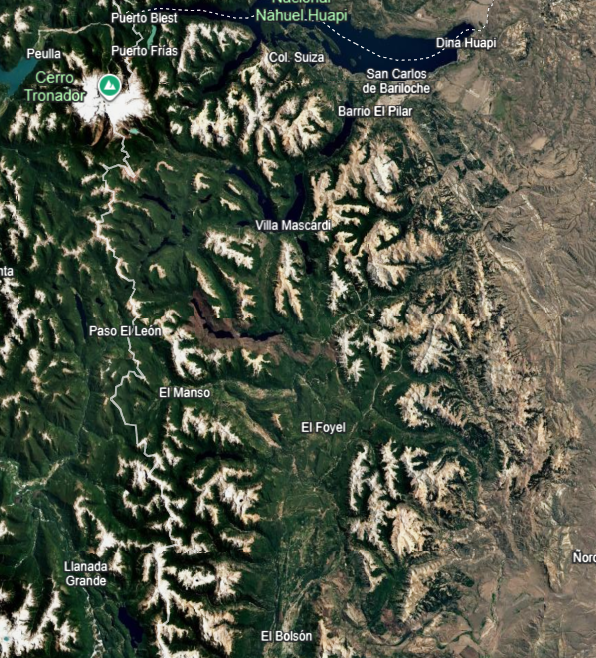 Nacional
Nahuel Huapi
Puerto Blest
Puerto Frías
Peulla
Dina Huapi
Col. Suiza
Cerro
Tronador
San Carlos
de Bariloche
Barrio El Pilar
Villa Mascardi
nta
Paso El León
El Manso
El Foyel
Llanada
Grande
Ñorq
El Bolsón